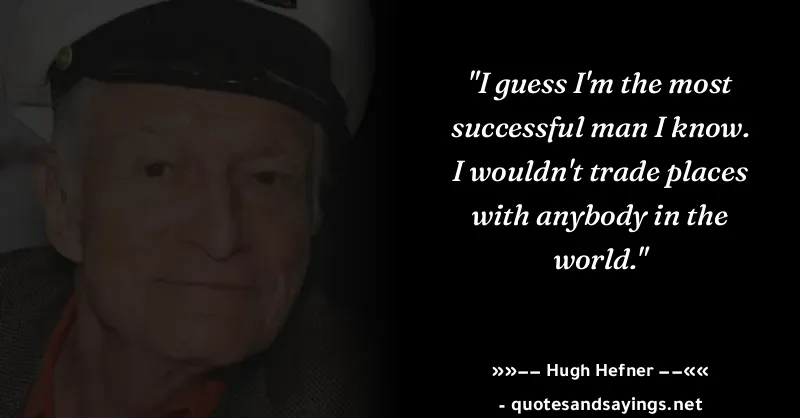 "I guess I'm the most
successful man I know.
I wouldn't trade places
with anybody in the
world."
»»−− Hugh Hefner −−««
- quotesandsayings.net